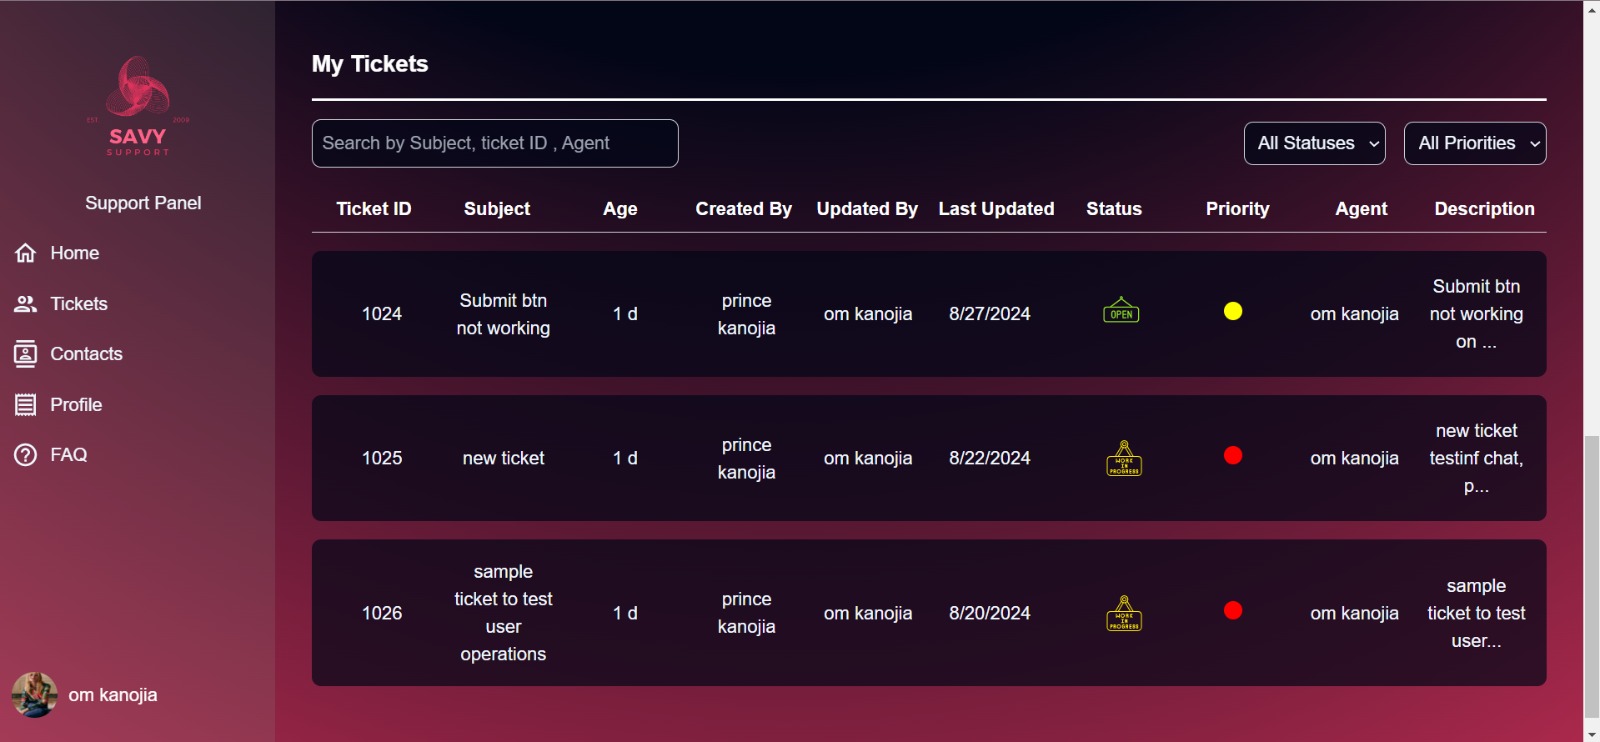 EST 2009
SAVY
SUPPORT
Support Panel
Home
Tickets
Contacts
Profile
FAQ
om kanojia
My Tickets
Search by Subject, ticket ID , Agent
All Statuses
All Priorities
Ticket ID Subject Age Created By Updated By Last Updated Status Priority Agent Description
1024
Submit btn
not working
1 d
prince
kanojia
om kanojia
8/27/2024
OPEN
om kanojia
Submit btn
not working
on ...
1025
new ticket
1 d
prince
kanojia
om kanojia
8/22/2024
WORK
IN
PROGRESS
om kanojia
new ticket
testinf chat,
p...
1026
sample
ticket to test
user
operations
1 d
prince
kanojia
om kanojia
8/20/2024
WORK
IN
PROGRESS
om kanojia
sample
ticket to test
user...